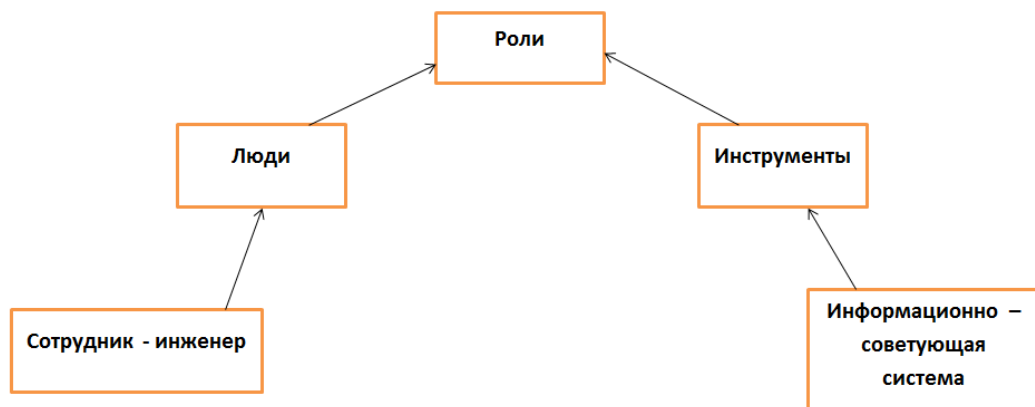 Роли
Люди
Инструменты
Сотрудник - инженер
Информационно –
советующая
система